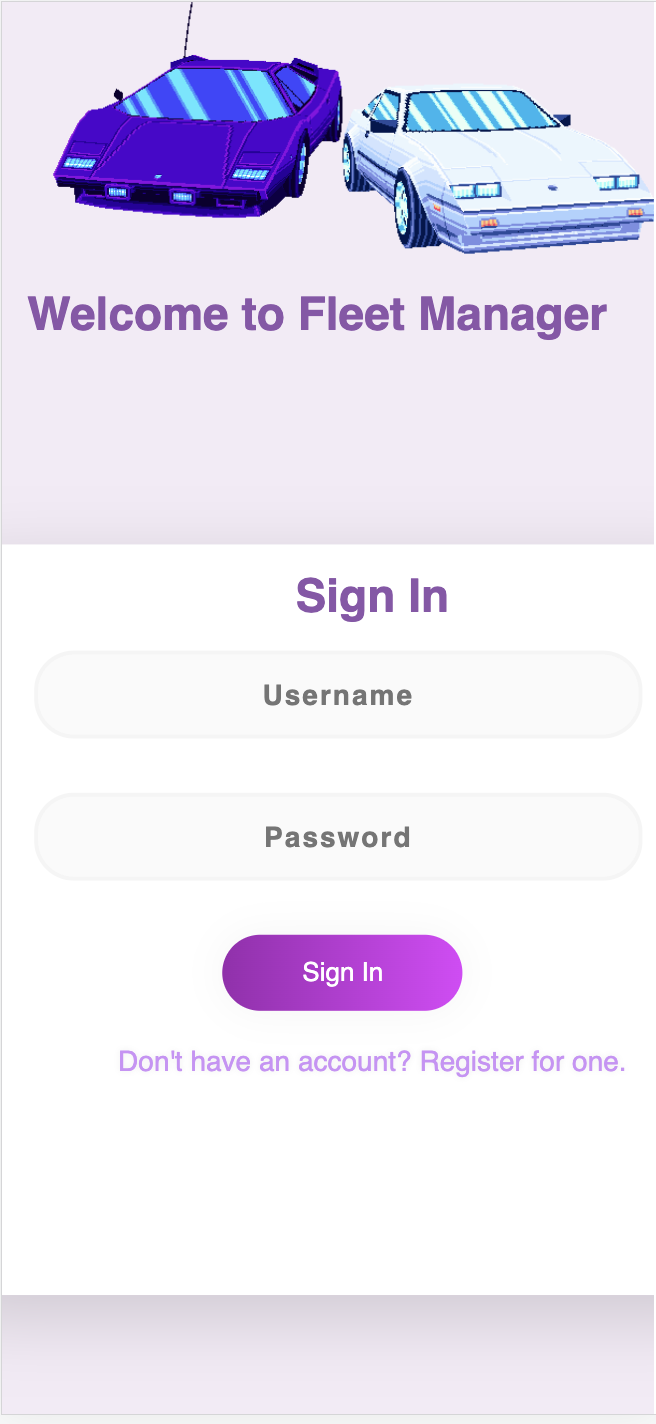 Welcome to Fleet Manager
Sign In
Username
Password
Sign In
Don't have an account? Register for one.